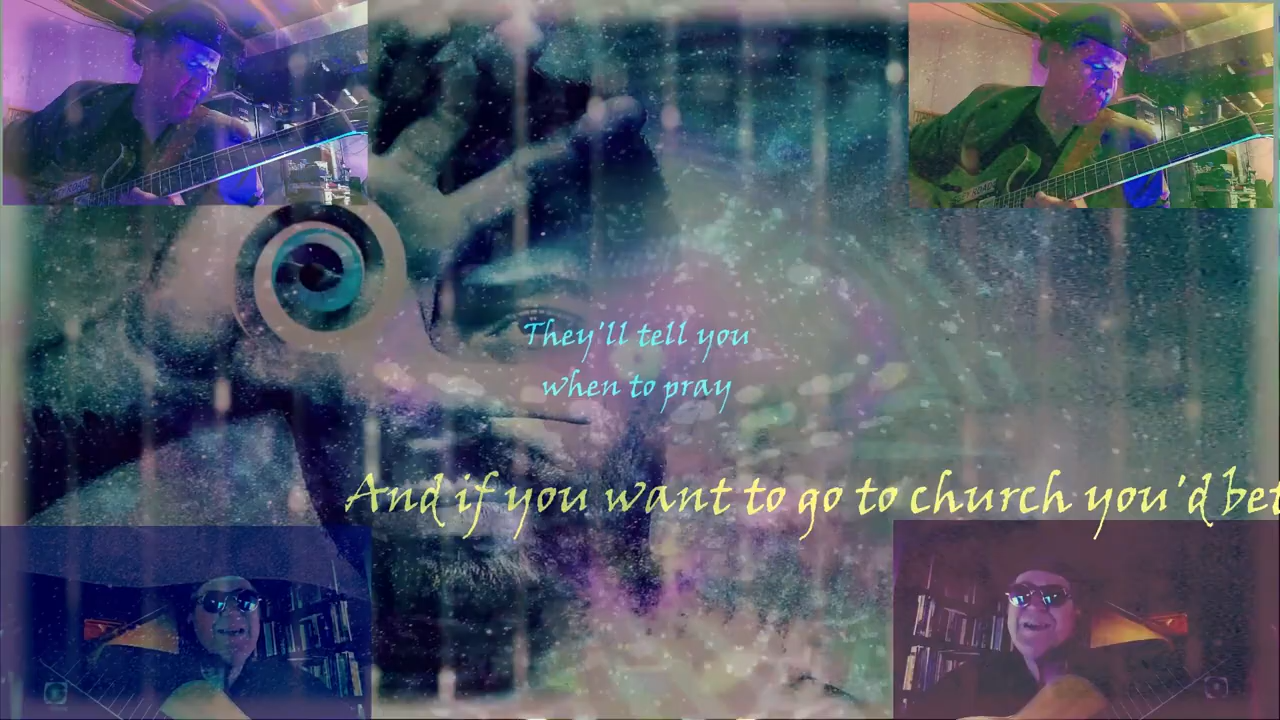 They'll tell you
when to pray
And if you want to go to church you'd bet